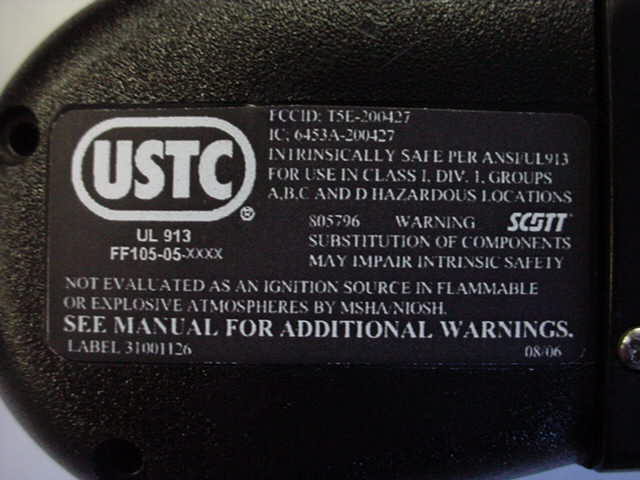 FCCID: T5E-200427
IC: 6453A-200427
INTRINSICALLY SAFE PER ANSI/UL913
FOR USE IN CLASS I, DIV. 1, GROUPS
A,B,C AND D HAZARDOUS LOCATIONS
USTC
®
UL 913
FF105-05-XXXX
805796 WARNING SCOTT
SUBSTITUTION OF COMPONENTS
MAY IMPAIR INTRINSIC SAFETY
NOT EVALUATED AS AN IGNITION SOURCE IN FLAMMABLE
OR EXPLOSIVE ATMOSPHERES BY MSHA/NIOSH.
SEE MANUAL FOR ADDITIONAL WARNINGS.
LABEL 31001126 08/06